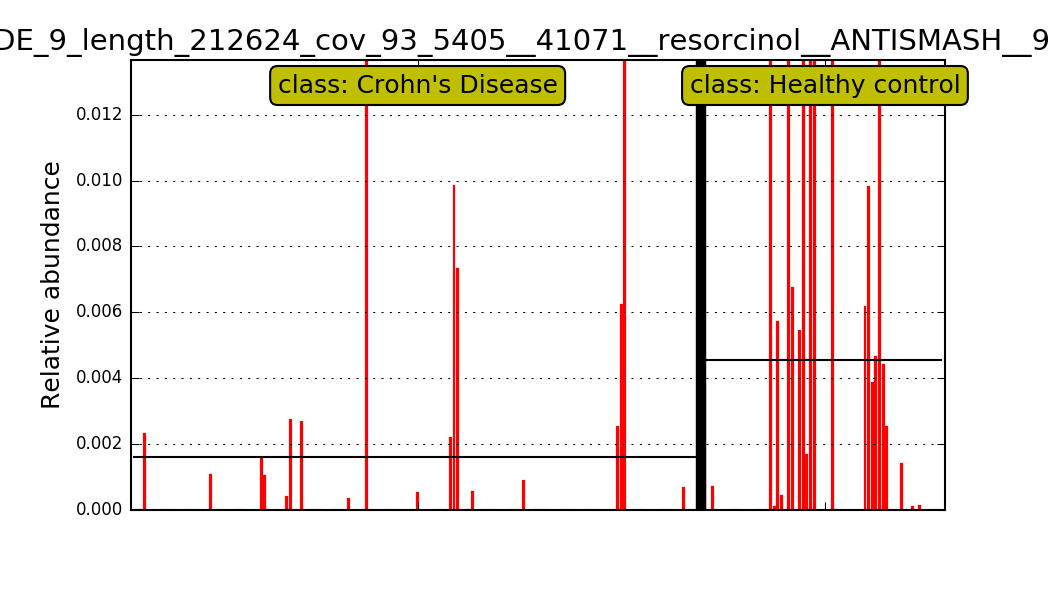 DE_9_length_212624_cov_93_5405__41071__resorcinol__ANTISMASH__9
class: Crohn's Disease
class: Healthy control
Relative abundance
0.012
0.010
0.008
0.006
0.004
0.002
0.000